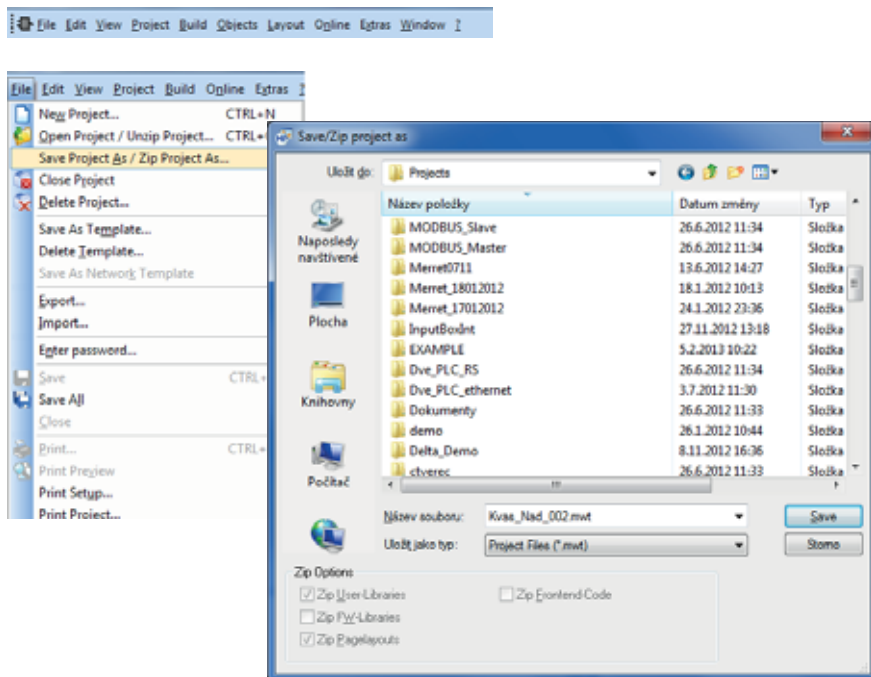 File Edit View Project Build Objects Layout Online Extras Window ?
File Edit View Project Build Online Extras
New Project... CTRL+N
Open Project / Unzip Project... CTRL+
Save Project As / Zip Project As...
Close Project
Delete Project...
Save As Template...
Delete Template...
Save As Network Template
Export...
Import...
Enter password...
Save CTRL+
Save All
Close
Print... CTRL+
Print Preview
Print Setup...
Print Project...
Save/Zip project as
Uložit do: Projects
Naposledy
navštívené
Plocha
Knihovny
Počítač
Název položky Datum změny Typ
MODBUS_Slave 26.6.2012 11:34 Složka
MODBUS_Master 26.6.2012 11:34 Složka
Merret0711 13.6.2012 14:27 Složka
Merret_18012012 18.1.2012 10:13 Složka
Merret_17012012 24.1.2012 23:36 Složka
InputBoxInt 27.11.2012 13:18 Složka
EXAMPLE 5.2.2013 10:22 Složka
Dve_PLC_RS 26.6.2012 11:34 Složka
Dve_PLC_ethernet 3.7.2012 11:30 Složka
Dokumenty 26.6.2012 11:33 Složka
demo 26.1.2012 10:44 Složka
Delta_Demo 8.11.2012 16:36 Složka
ctverec 26.6.2012 11:33 Složka
Název souboru: Kvas_Nad_002.mwt Save
Uložit jako typ: Project Files (*.mwt) Storno
Zip Options
Zip User-Libraries Zip Frontend-Code
Zip FW-Libraries
Zip Pagelayouts